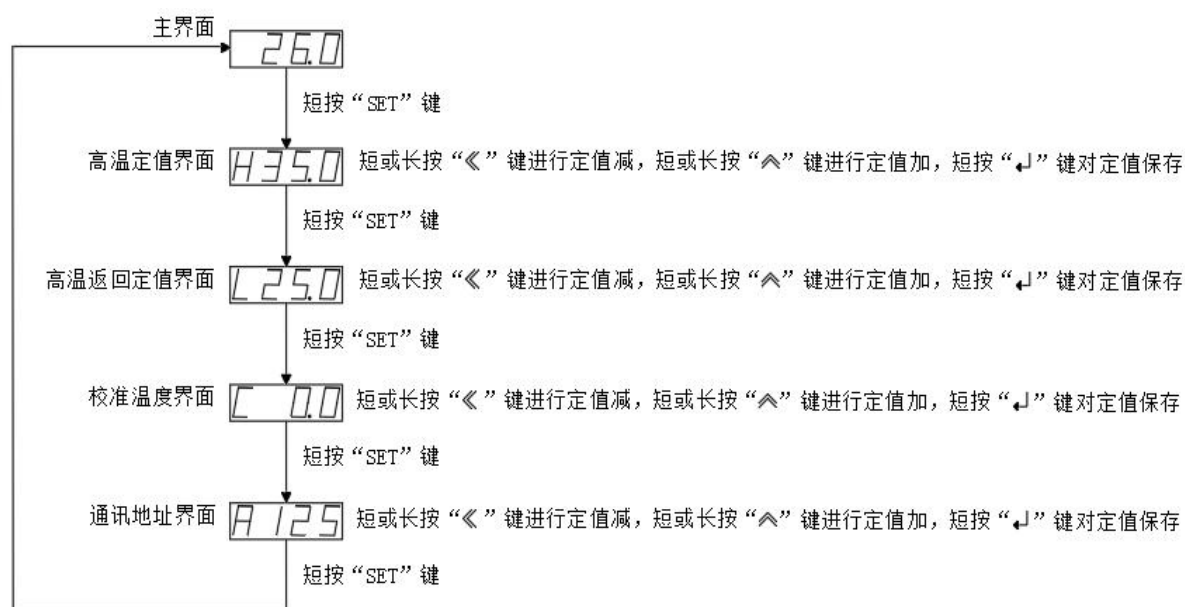 主界面 26.0
短按“SET”键
高温定值界面 H35.0 短或长按“《”键进行定值减，短或长按“︽”键进行定值加，短按“↲”键对定值保存
短按“SET”键
高温返回定值界面 L25.0 短或长按“《”键进行定值减，短或长按“︽”键进行定值加，短按“↲”键对定值保存
短按“SET”键
校准温度界面 C 0.0 短或长按“《”键进行定值减，短或长按“︽”键进行定值加，短按“↲”键对定值保存
短按“SET”键
通讯地址界面 A125 短或长按“《”键进行定值减，短或长按“︽”键进行定值加，短按“↲”键对定值保存
短按“SET”键